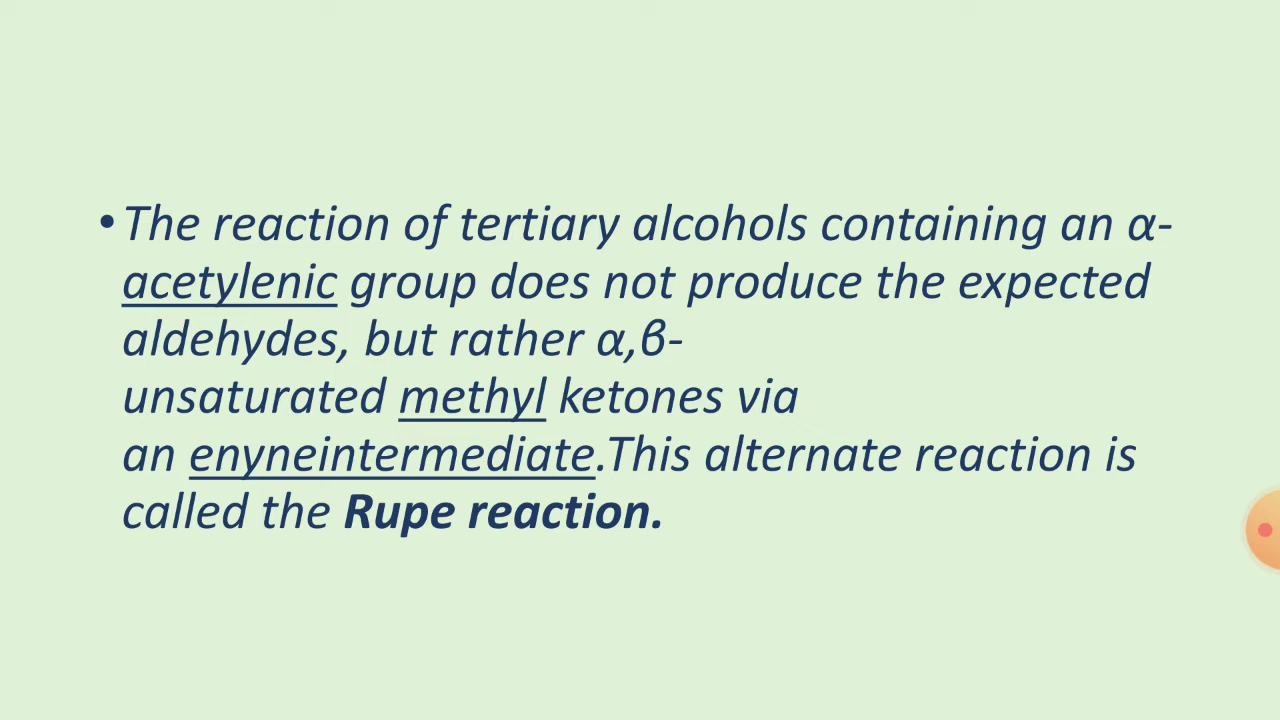 • The reaction of tertiary alcohols containing an α-
acetylenic group does not produce the expected
aldehydes, but rather α,β-
unsaturated methyl ketones via
an enyneintermediate.This alternate reaction is
called the Rupe reaction.